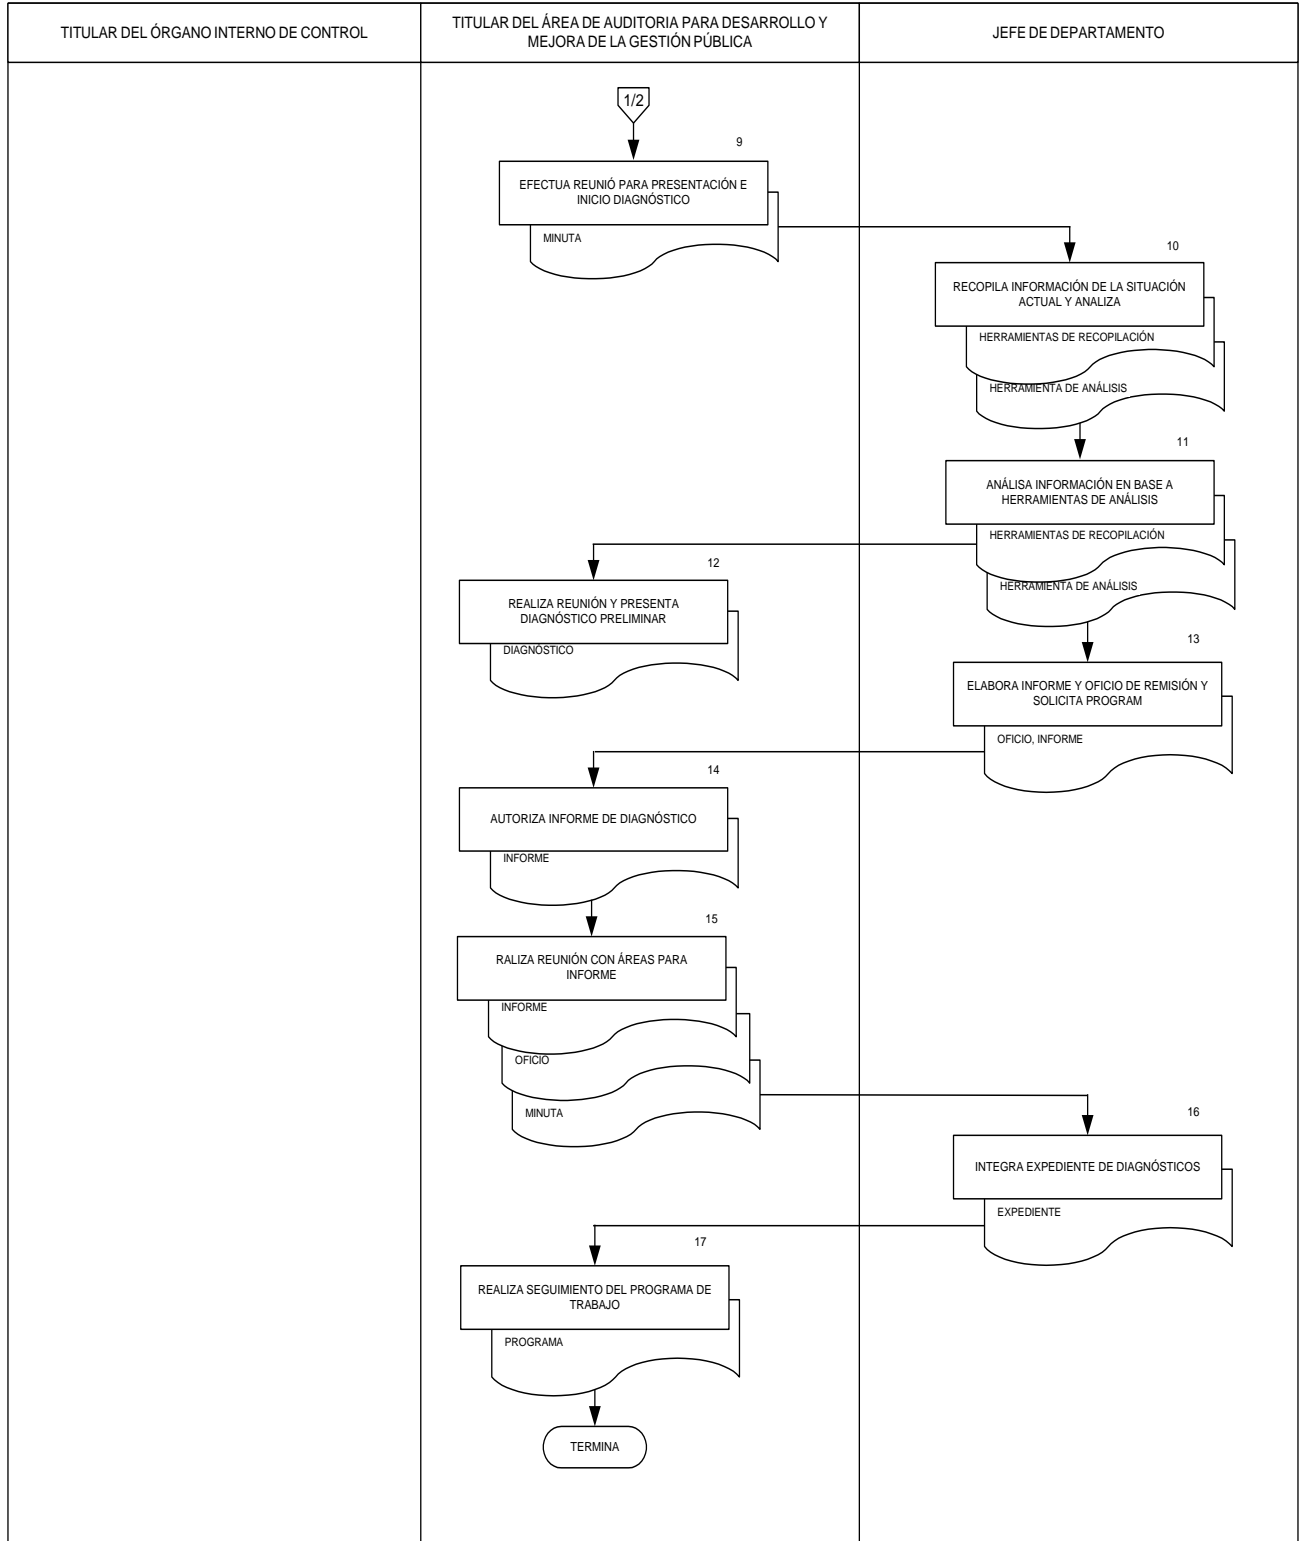 TITULAR DEL ÓRGANO INTERNO DE CONTROL
TITULAR DEL ÁREA DE AUDITORIA PARA DESARROLLO Y
MEJORA DE LA GESTIÓN PÚBLICA
JEFE DE DEPARTAMENTO
1/2
9
EFECTUA REUNIÓ PARA PRESENTACIÓN E
INICIO DIAGNÓSTICO
MINUTA
10
RECOPILA INFORMACIÓN DE LA SITUACIÓN
ACTUAL Y ANALIZA
HERRAMIENTAS DE RECOPILACIÓN
HERRAMIENTA DE ANÁLISIS
11
ANÁLISA INFORMACIÓN EN BASE A
HERRAMIENTAS DE ANÁLISIS
HERRAMIENTAS DE RECOPILACIÓN
HERRAMIENTA DE ANÁLISIS
12
REALIZA REUNIÓN Y PRESENTA
DIAGNÓSTICO PRELIMINAR
DIAGNÓSTICO
13
ELABORA INFORME Y OFICIO DE REMISIÓN Y
SOLICITA PROGRAM
OFICIO, INFORME
14
AUTORIZA INFORME DE DIAGNÓSTICO
INFORME
15
RALIZA REUNIÓN CON ÁREAS PARA
INFORME
INFORME
OFICIO
MINUTA
16
INTEGRA EXPEDIENTE DE DIAGNÓSTICOS
EXPEDIENTE
17
REALIZA SEGUIMIENTO DEL PROGRAMA DE
TRABAJO
PROGRAMA
TERMINA